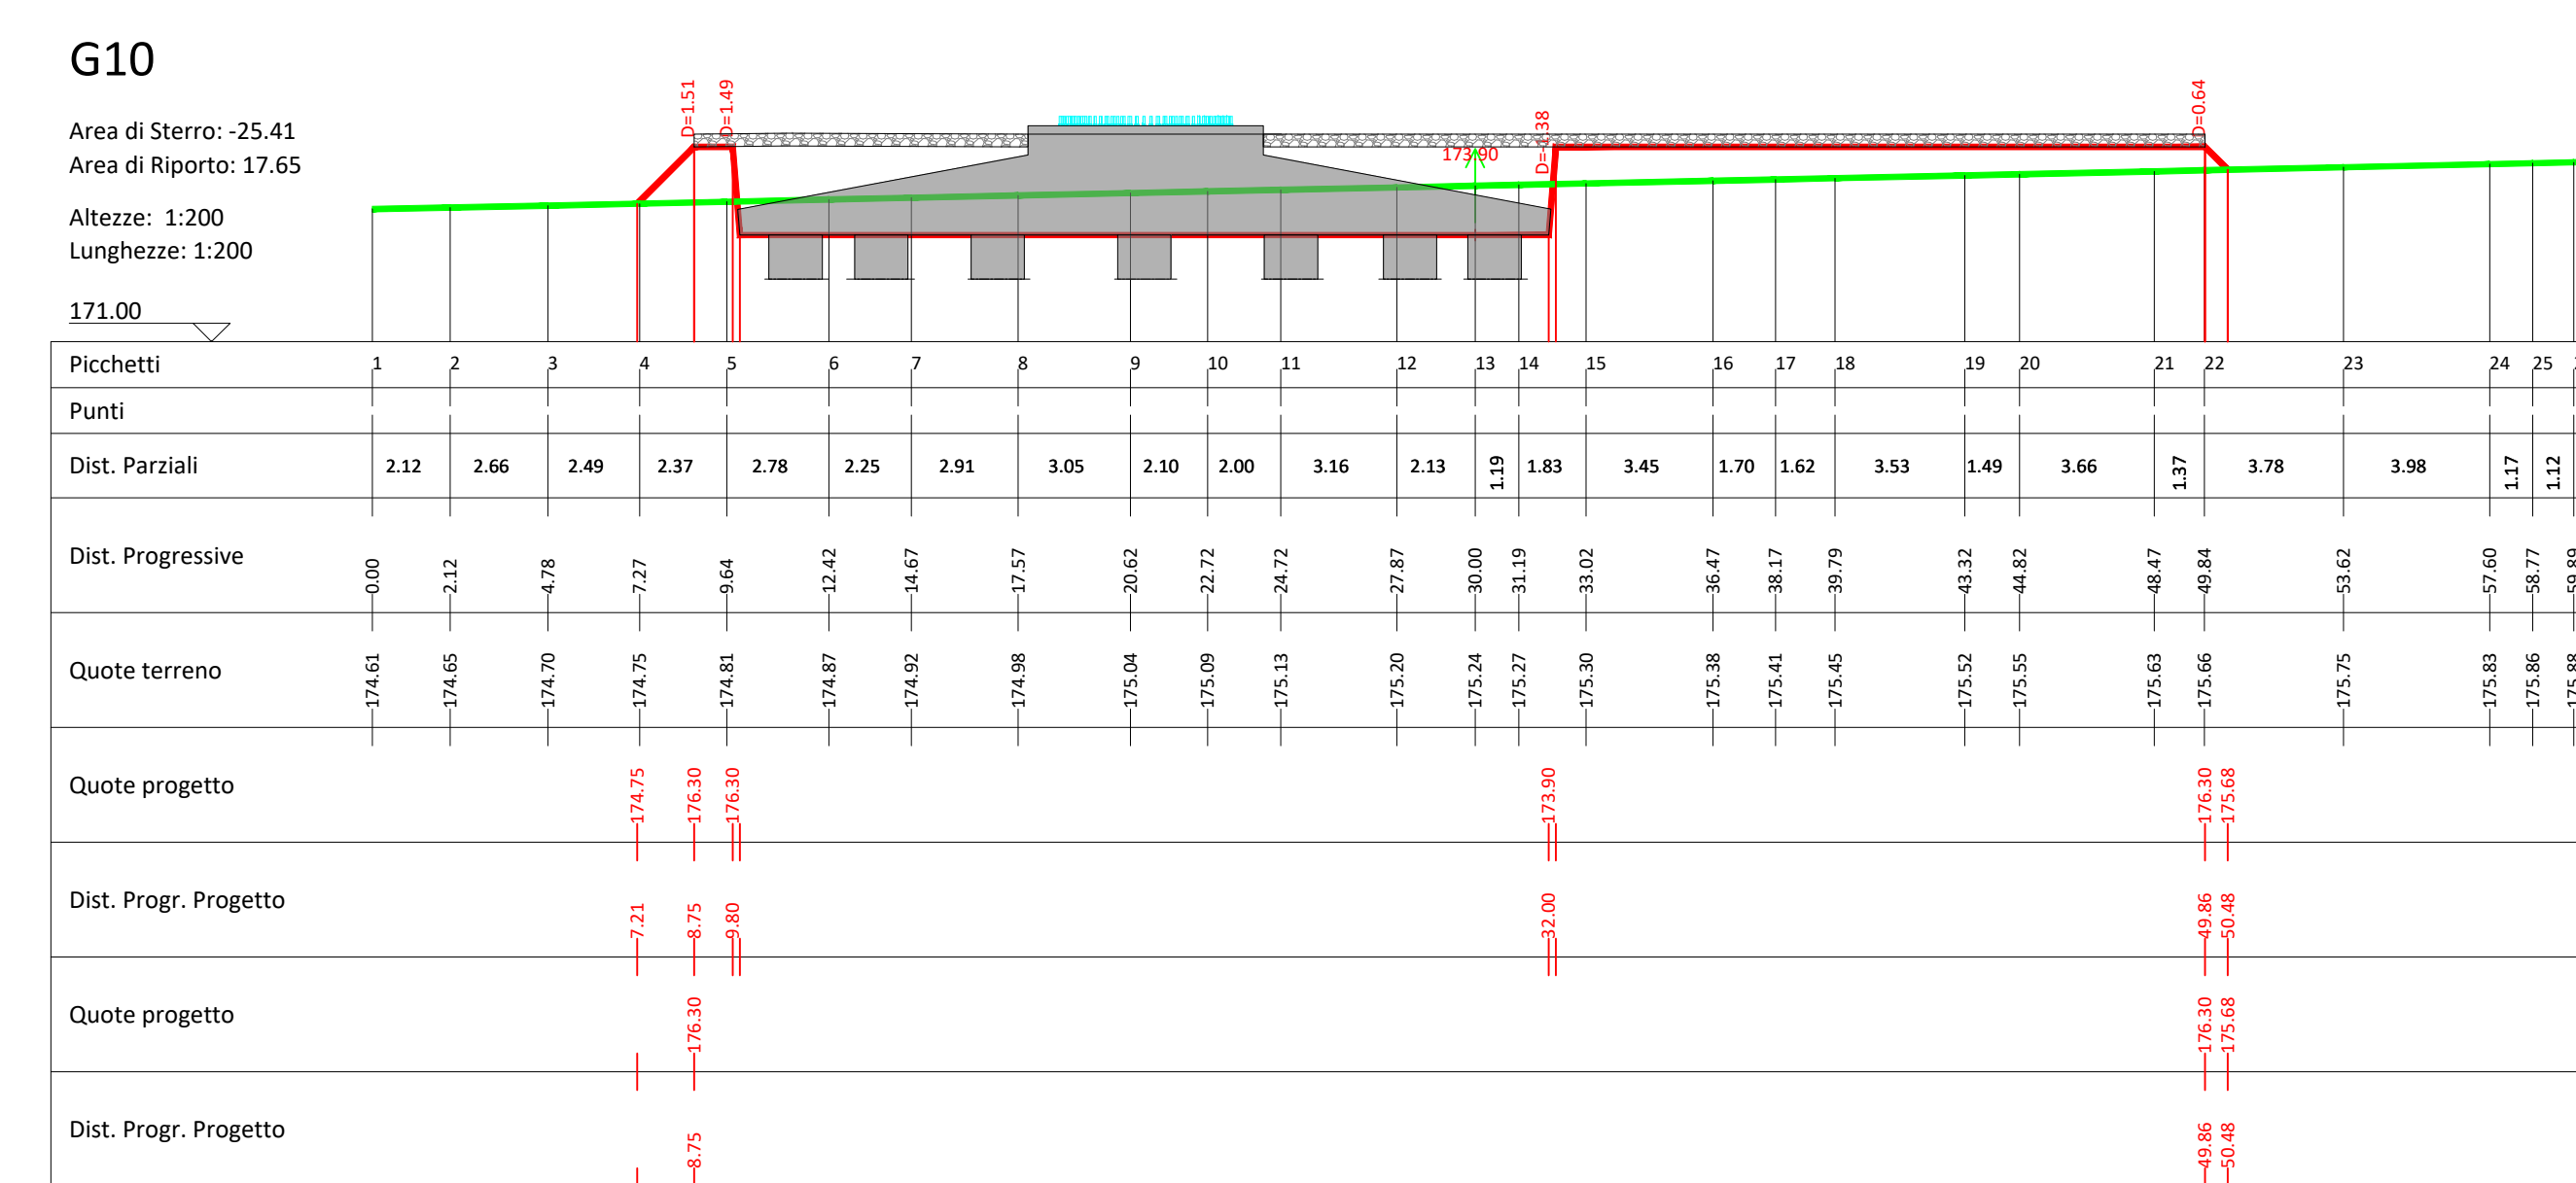 G10
Area di Sterro: -25.41
Area di Riporto: 17.65
Altezze: 1:200
Lunghezze: 1:200
171.00
D=1.51 D=1.49 D=-1.38 D=0.64
173.90
Picchetti 1 2 3 4 5 6 7 8 9 10 11 12 13 14 15 16 17 18 19 20 21 22 23 24 25
Punti
Dist. Parziali 2.12 2.66 2.49 2.37 2.78 2.25 2.91 3.05 2.10 2.00 3.16 2.13 1.19 1.83 3.45 1.70 1.62 3.53 1.49 3.66 1.37 3.78 3.98 1.17 1.12
Dist. Progressive 0.00 2.12 4.78 7.27 9.64 12.42 14.67 17.57 20.62 22.72 24.72 27.87 30.00 31.19 33.02 36.47 38.17 39.79 43.32 44.82 48.47 49.84 53.62 57.60 58.77 59.89
Quote terreno 174.61 174.65 174.70 174.75 174.81 174.87 174.92 174.98 175.04 175.09 175.13 175.20 175.24 175.27 175.30 175.38 175.41 175.45 175.52 175.55 175.63 175.66 175.75 175.83 175.86 175.88
Quote progetto 174.75 176.30 176.30 173.90 176.30 175.68
Dist. Progr. Progetto 7.21 8.75 9.80 32.00 49.86 50.48
Quote progetto 176.30 176.30 175.68
Dist. Progr. Progetto 8.75 49.86 50.48